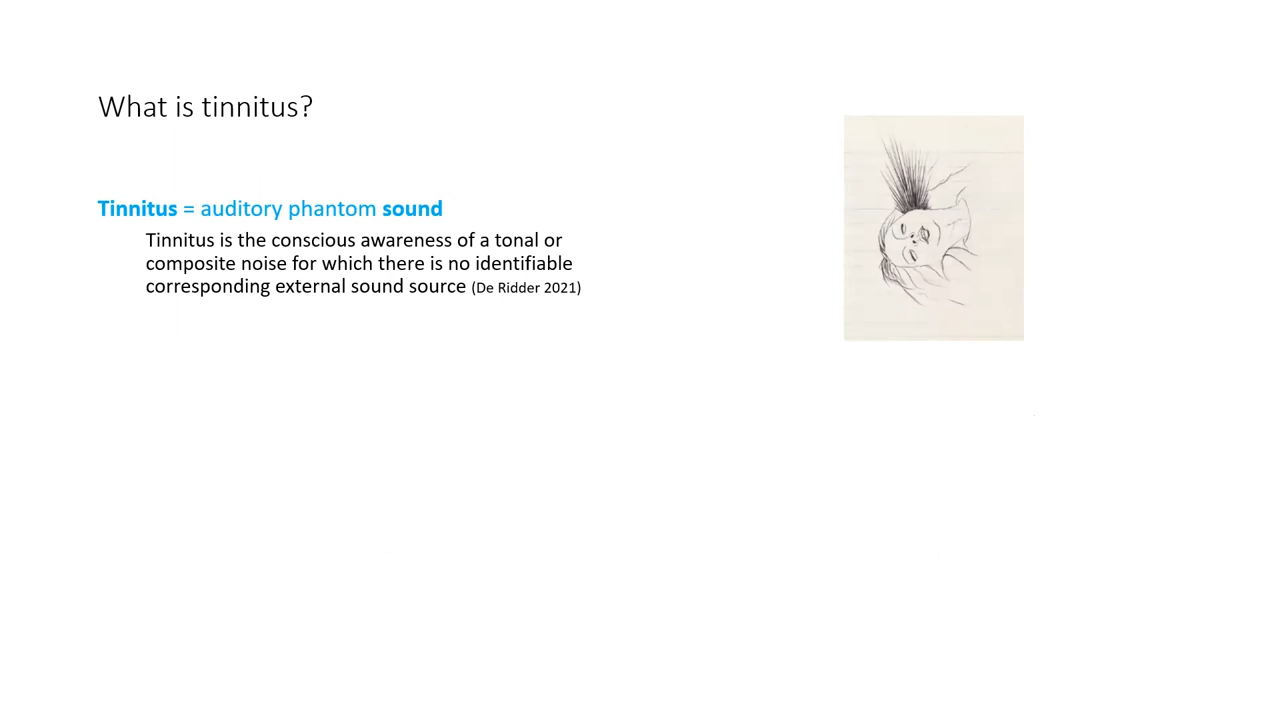 What is tinnitus?
Tinnitus = auditory phantom sound
Tinnitus is the conscious awareness of a tonal or
composite noise for which there is no identifiable
corresponding external sound source (De Ridder 2021)